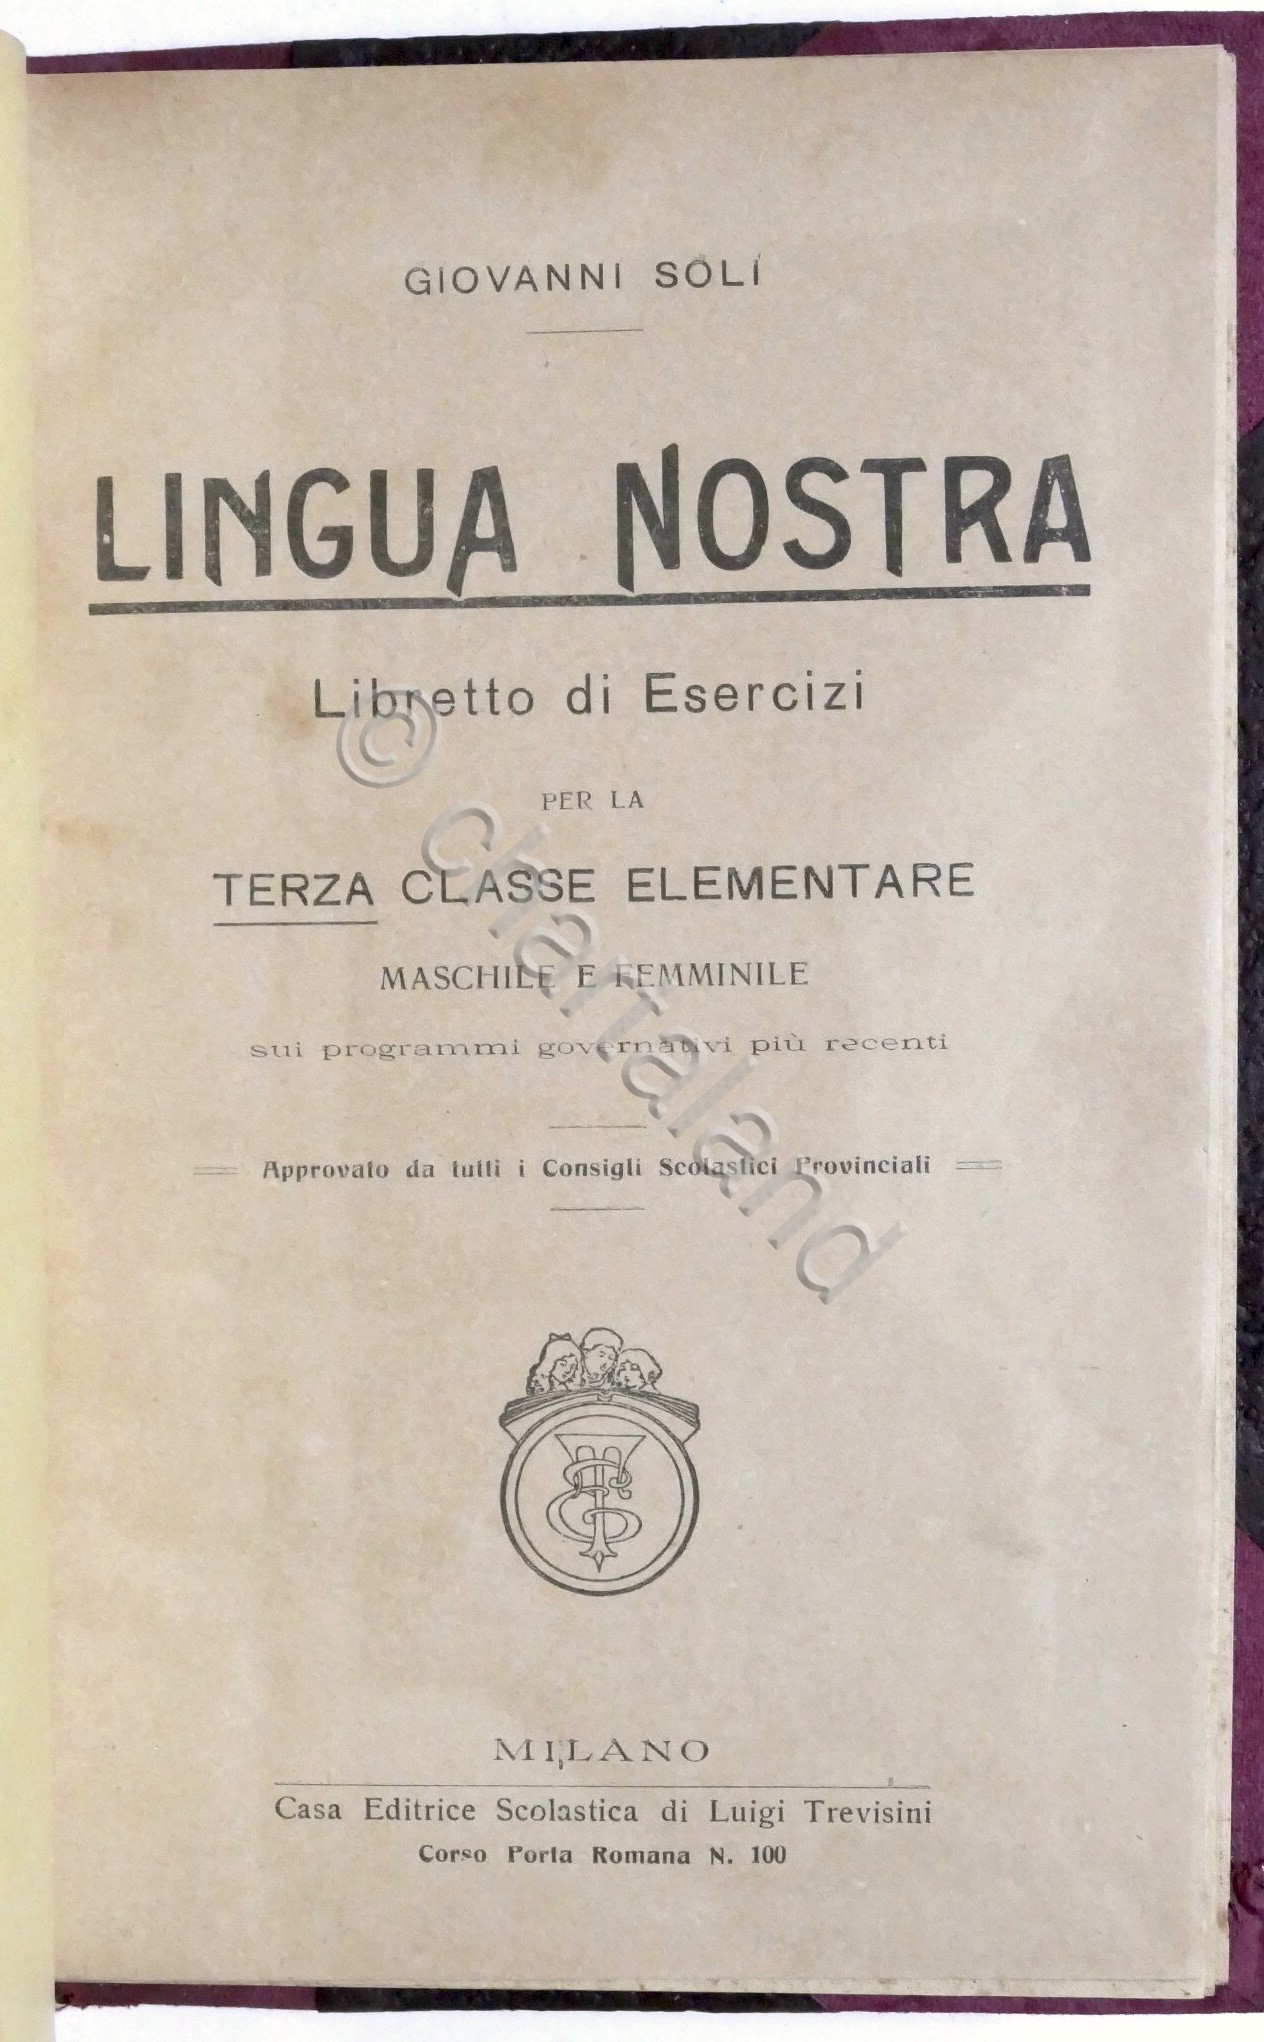 GIOVANNI SOLI
LINGUA NOSTRA
Libretto di Esercizi
PER LA
TERZA CLASSE ELEMENTARE
MASCHILE E FEMMINILE
sui programmi governativi più recenti
Approvato da tutti i Consigli Scolastici Provinciali
MILANO
Casa Editrice Scolastica di Luigi Trevisini
Corso Porta Romana N. 100
© chartaland